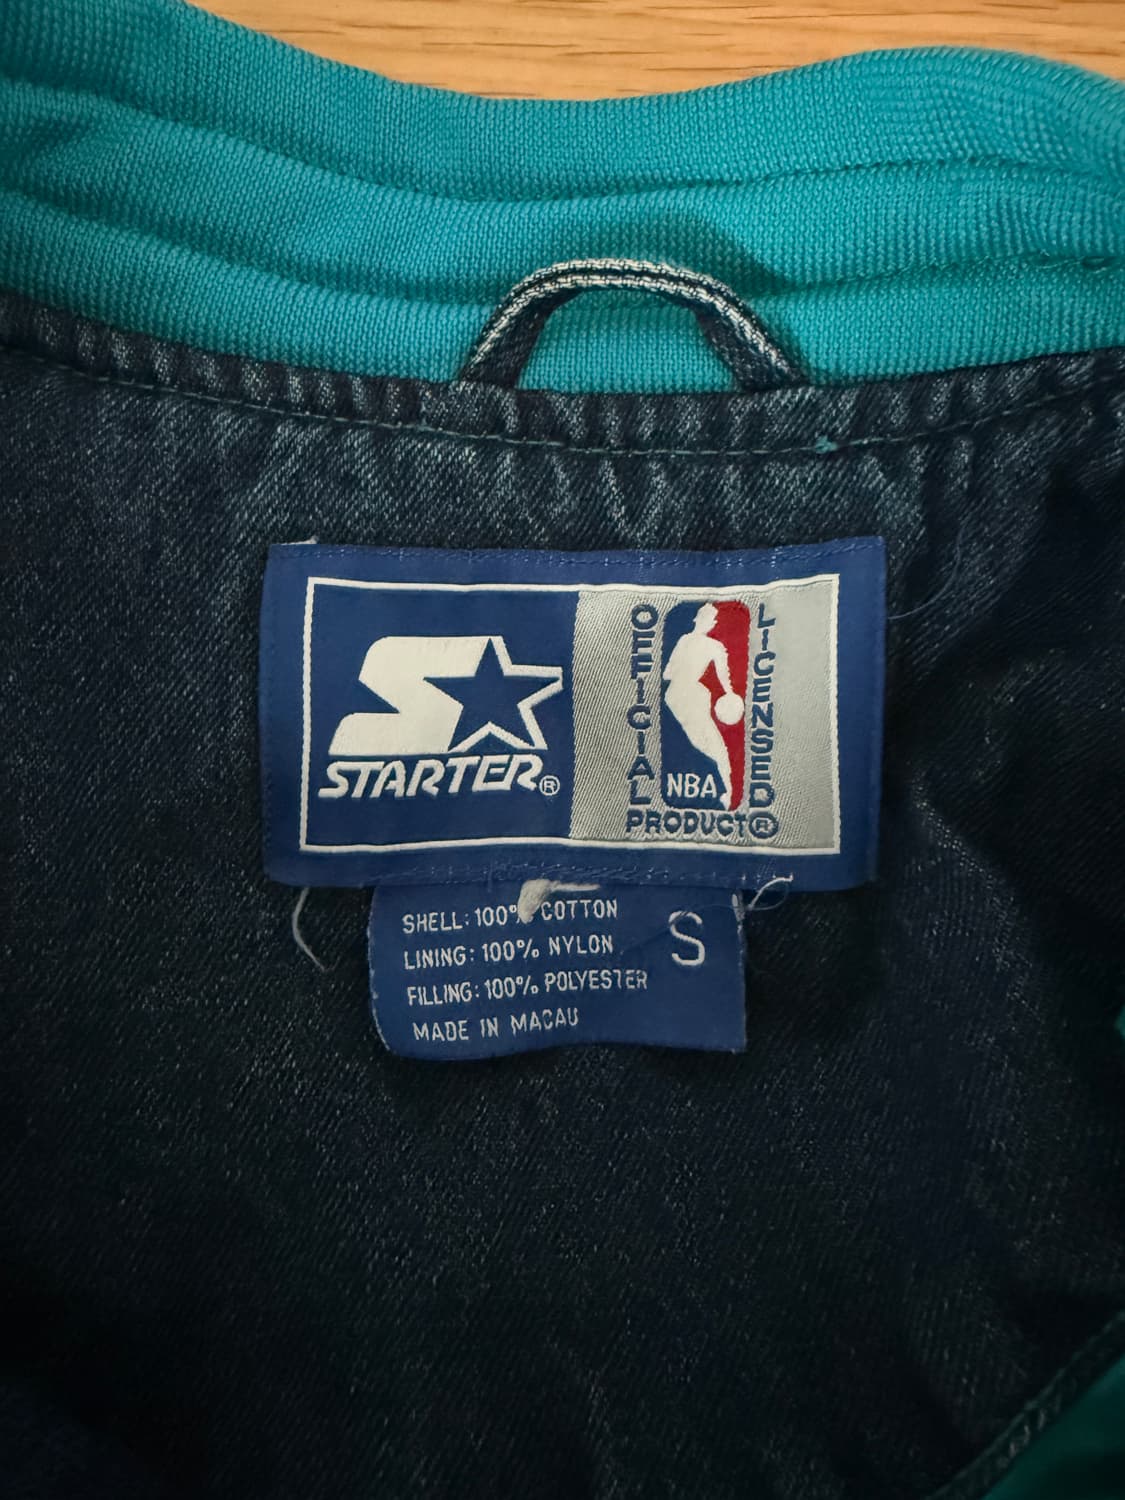 STARTER®
OFFICIAL
LICENSED
NBA
PRODUCT®
SHELL: 100% COTTON
LINING: 100% NYLON
FILLING: 100% POLYESTER
MADE IN MACAU
S